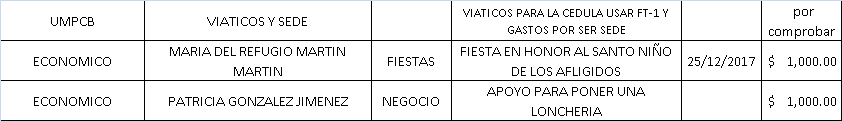 UMPCB VIATICOS Y SEDE VIATICOS PARA LA CEDULA USAR FT-1 Y GASTOS POR SER SEDE por comprobar
ECONOMICO MARIA DEL REFUGIO MARTIN MARTIN FIESTAS FIESTA EN HONOR AL SANTO NIÑO DE LOS AFLIGIDOS 25/12/2017 $ 1,000.00
ECONOMICO PATRICIA GONZALEZ JIMENEZ NEGOCIO APOYO PARA PONER UNA LONCHERIA $ 1,000.00